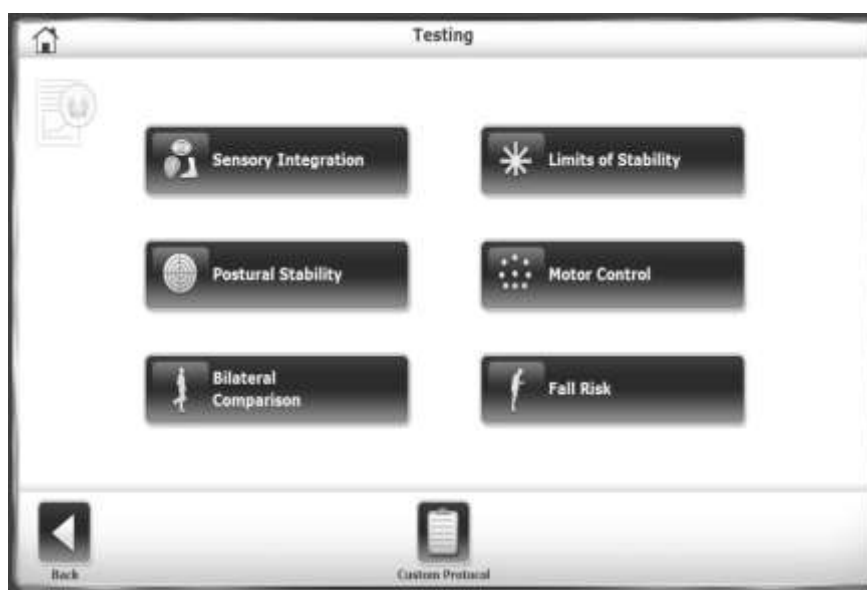 Testing
Sensory Integration
Limits of Stability
Postural Stability
Motor Control
Bilateral
Comparison
Fall Risk
Back
Custom Protocol